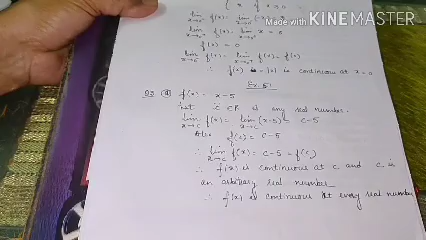 x f x ≥ 0
Made with KINEMASTER
lim f(x) = lim x = 0
x→0⁺ x→0⁺
f(x) = 0
lim f(x) = lim f(x) = f(x)
x→0⁻ x→0⁺
∴ f(x) is continuous at x = 0
Ex. 5.1
Q3 (a) f(x) = x-5
Let c ∈ R is any real number.
lim f(x) = lim (x-5) = c-5
x→c x→c
Also f(c) = c-5
∴ lim f(x) = c-5 = f(c)
x→c
∴ f(x) is continuous at c and c is
an arbitrary real number
∴ f(x) is continuous at every real number